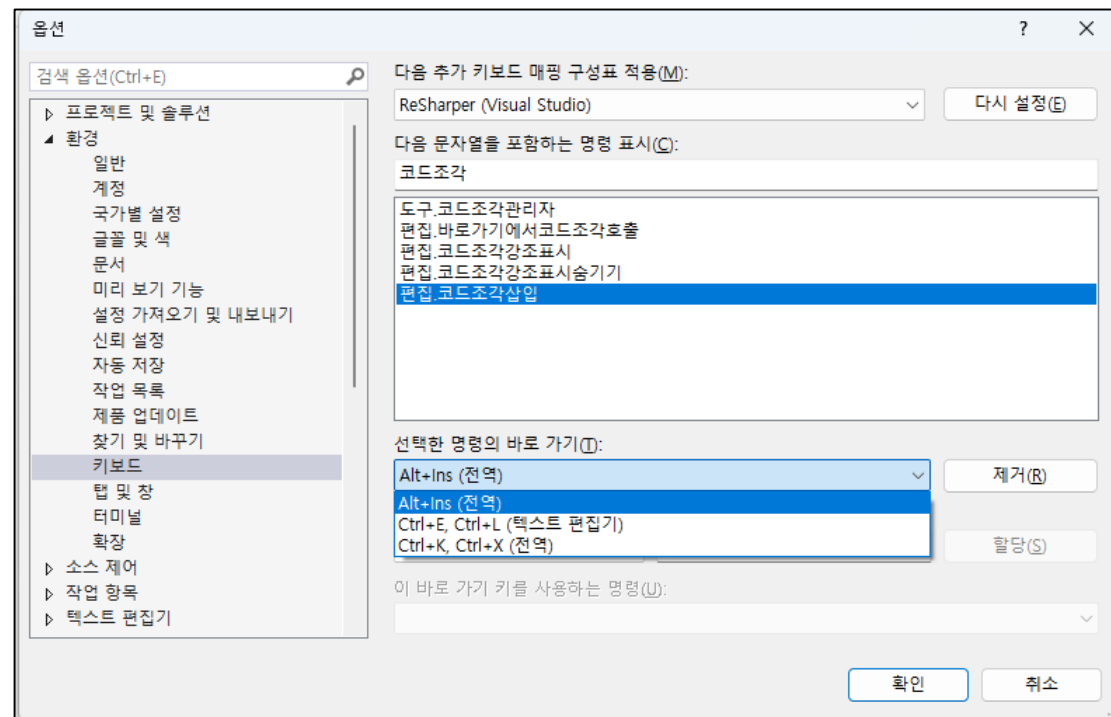 옵션
?
검색 옵션(Ctrl+E)
프로젝트 및 솔루션
환경
일반
계정
국가별 설정
글꼴 및 색
문서
미리 보기 기능
설정 가져오기 및 내보내기
신뢰 설정
자동 저장
작업 목록
제품 업데이트
찾기 및 바꾸기
키보드
탭 및 창
터미널
확장
소스 제어
작업 항목
텍스트 편집기
다음 추가 키보드 매핑 구성표 적용(M):
ReSharper (Visual Studio)
다시 설정(E)
다음 문자열을 포함하는 명령 표시(C):
코드조각
도구.코드조각관리자
편집.바로가기에서코드조각호출
편집.코드조각강조표시
편집.코드조각강조표시숨기기
편집.코드조각삽입
선택한 명령의 바로 가기(T):
Alt+Ins (전역)
제거(R)
Alt+Ins (전역)
Ctrl+E, Ctrl+L (텍스트 편집기)
Ctrl+K, Ctrl+X (전역)
할당(S)
이 바로 가기 키를 사용하는 명령(U):
확인
취소